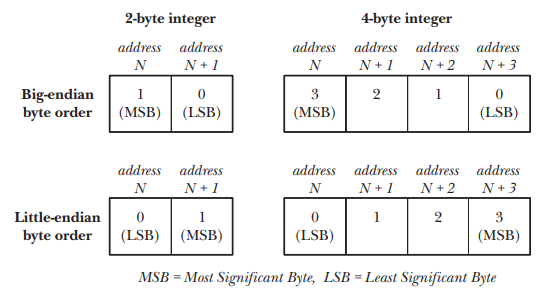 2-byte integer 4-byte integer
address address address address address address
N N + 1 N N + 1 N + 2 N + 3
Big-endian 1 0 3 2 1 0
byte order (MSB) (LSB) (MSB) (LSB)
address address address address address address
N N + 1 N N + 1 N + 2 N + 3
Little-endian 0 1 0 1 2 3
byte order (LSB) (MSB) (LSB) (MSB)
MSB = Most Significant Byte, LSB = Least Significant Byte